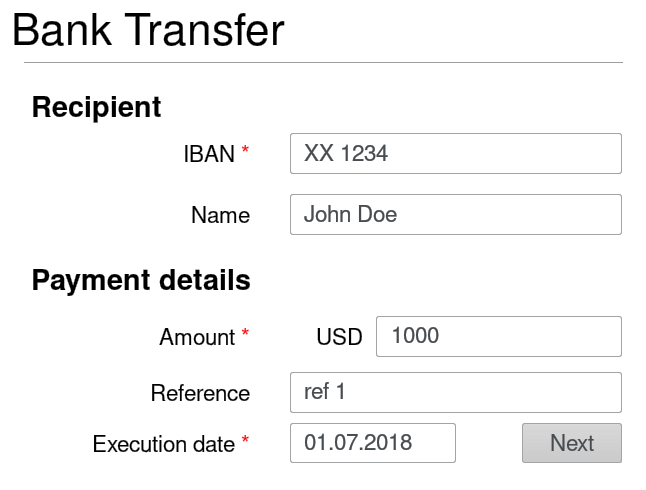 Bank Transfer
Recipient
IBAN * XX 1234
Name John Doe
Payment details
Amount * USD 1000
Reference ref 1
Execution date * 01.07.2018 Next